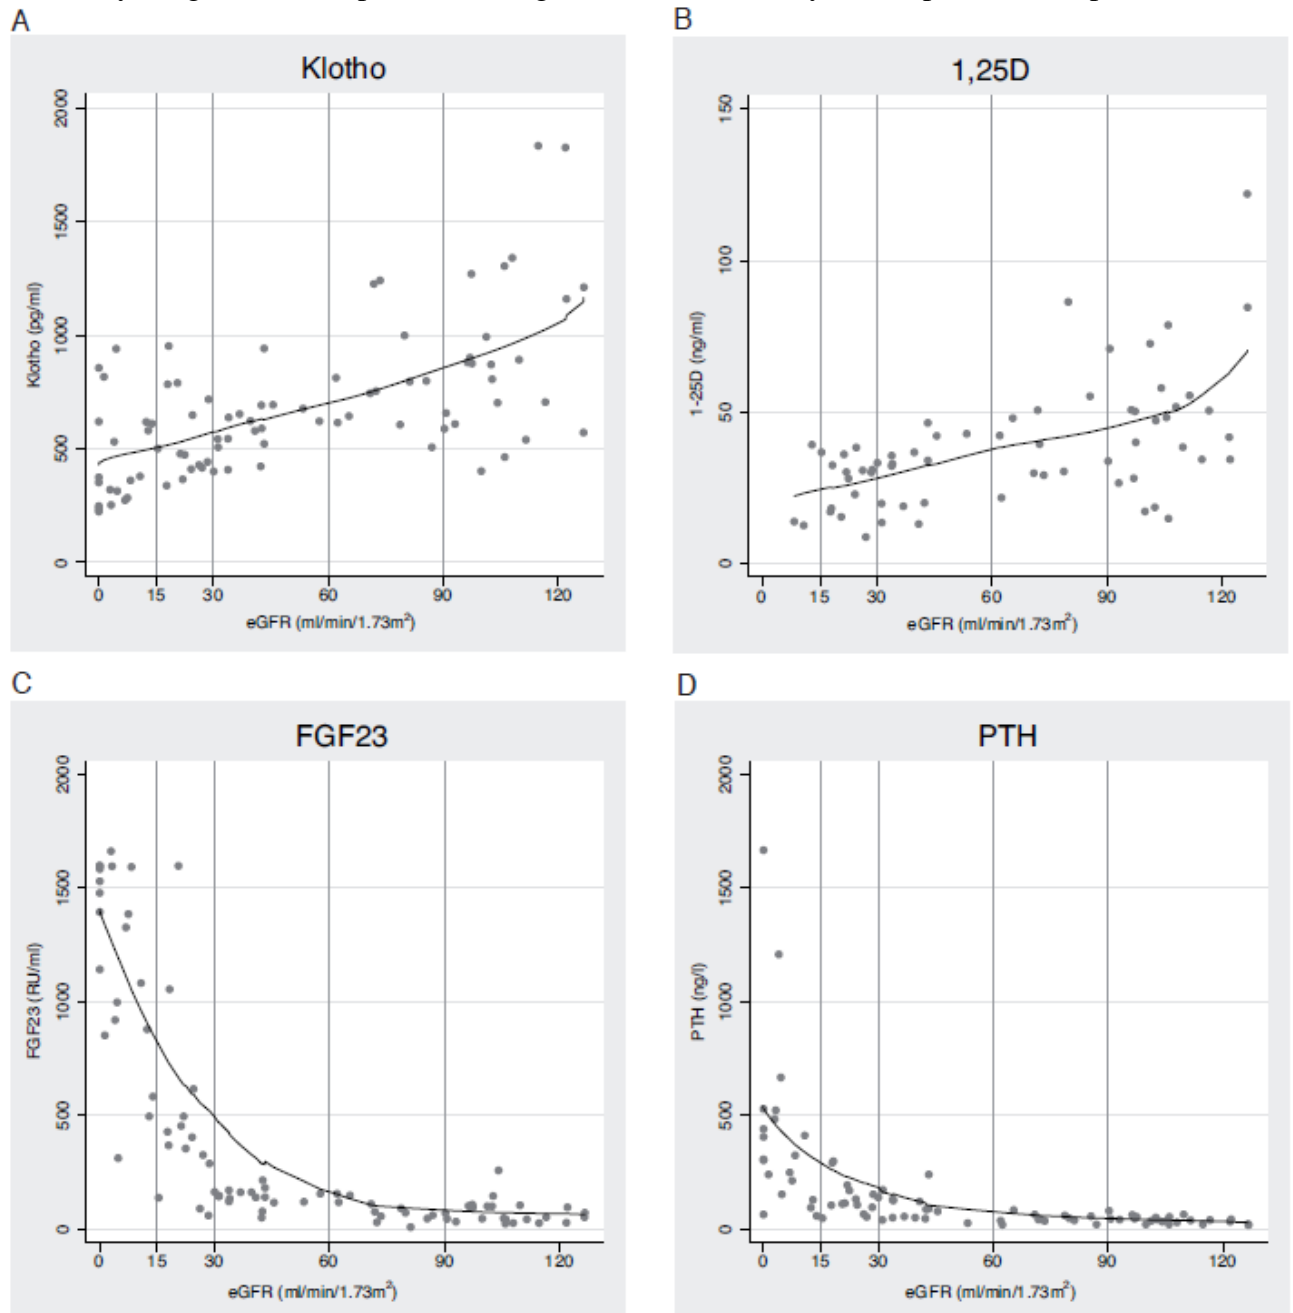 A
B
Klotho
1,25D
Klotho (pg/ml)
2000
1500
1000
500
0
0 15 30 60 90 120
eGFR (ml/min/1.73m²)
1-25D (ng/ml)
150
100
50
0
0 15 30 60 90 120
eGFR (ml/min/1.73m²)
C
D
FGF23
PTH
FGF23 (RU/ml)
2000
1500
1000
500
0
0 15 30 60 90 120
eGFR (ml/min/1.73m²)
PTH (ng/l)
2000
1500
1000
500
0
0 15 30 60 90 120
eGFR (ml/min/1.73m²)